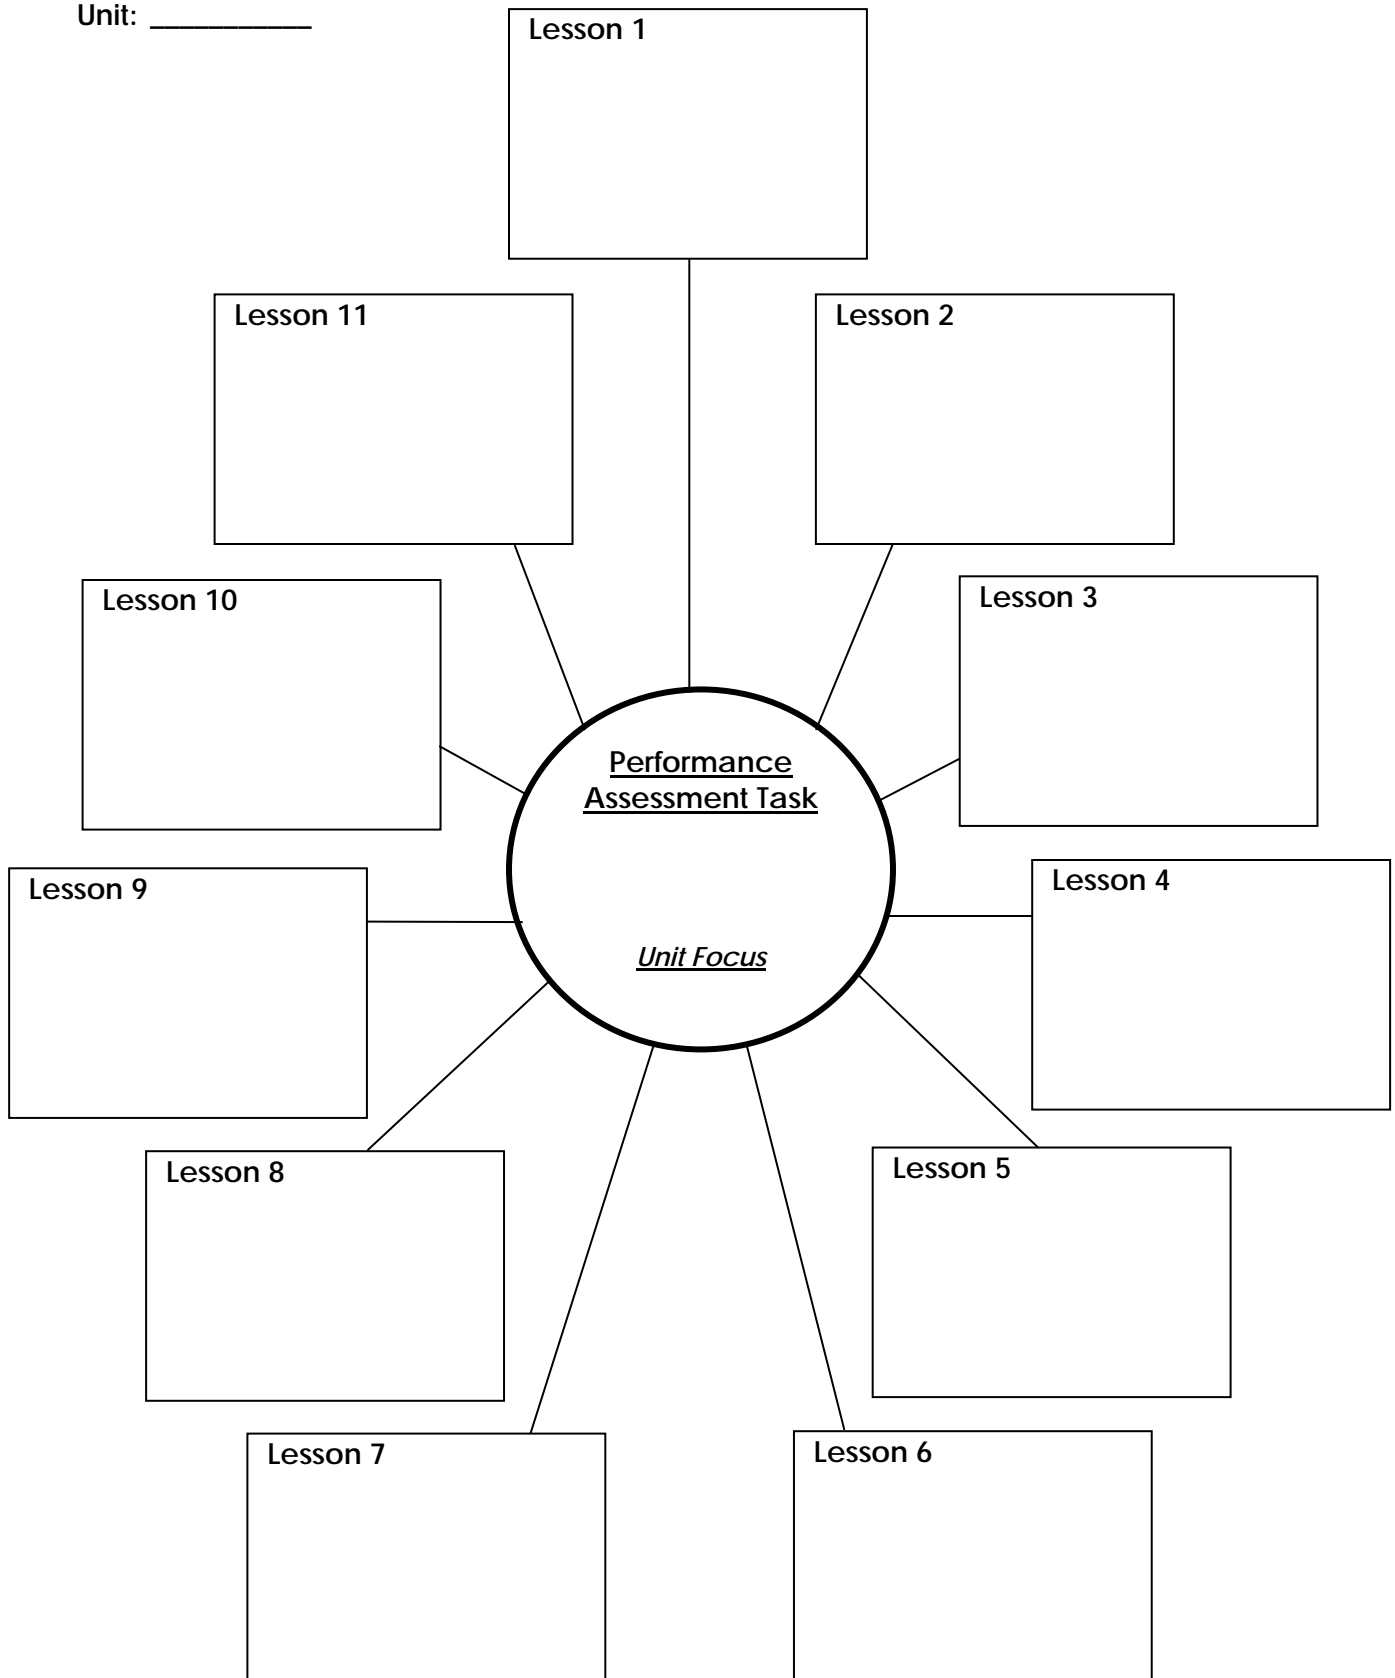 Unit: ___________
Lesson 1
Lesson 11
Lesson 2
Lesson 10
Lesson 3
Performance
Assessment Task
Lesson 9
Lesson 4
Unit Focus
Lesson 8
Lesson 5
Lesson 7
Lesson 6